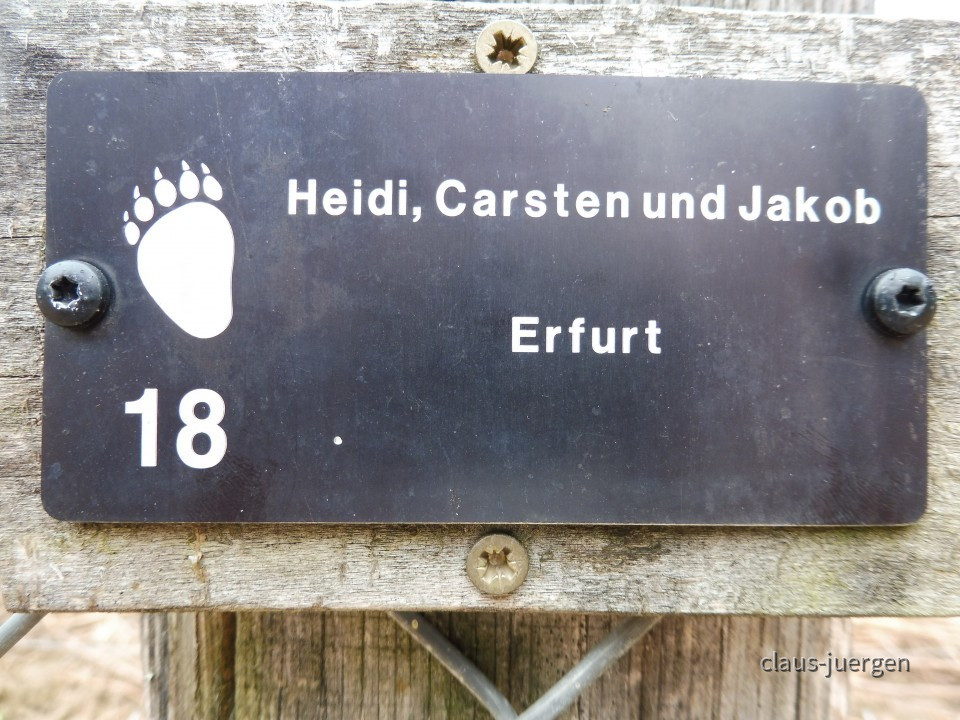 Heidi, Carsten und Jakob
Erfurt
18
claus-juergen